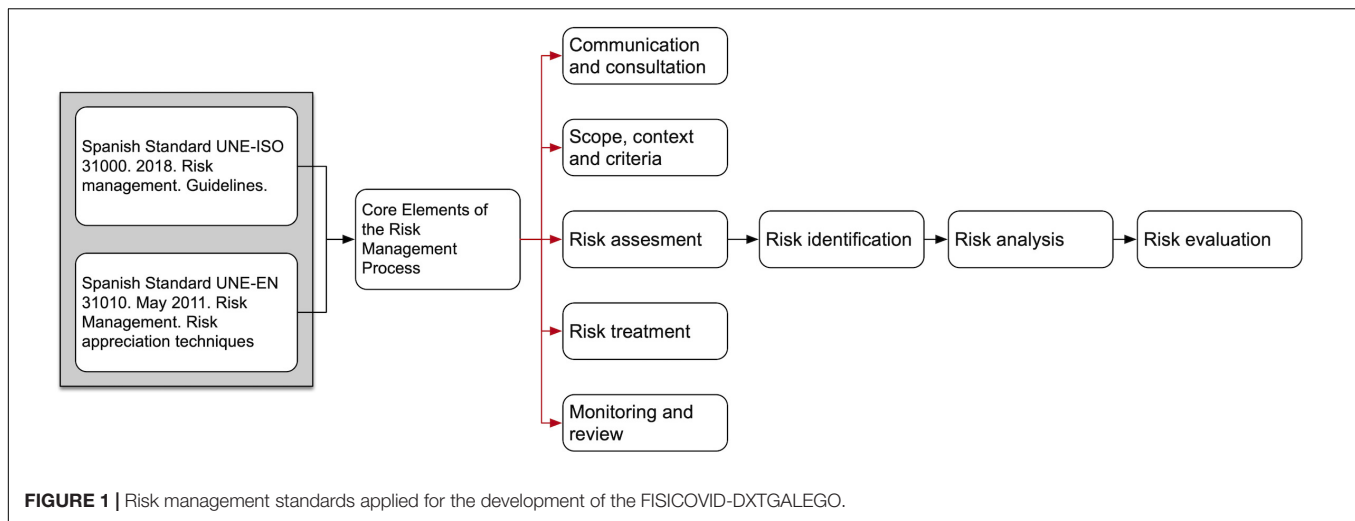 Spanish Standard UNE-ISO
31000. 2018. Risk
management. Guidelines.
Spanish Standard UNE-EN
31010. May 2011. Risk
Management. Risk
appreciation techniques
Core Elements of
the Risk
Management
Process
Communication
and consultation
Scope, context
and criteria
Risk assesment
Risk identification
Risk analysis
Risk evaluation
Risk treatment
Monitoring and
review
FIGURE 1 | Risk management standards applied for the development of the FISICOVID-DXTGALEGO.